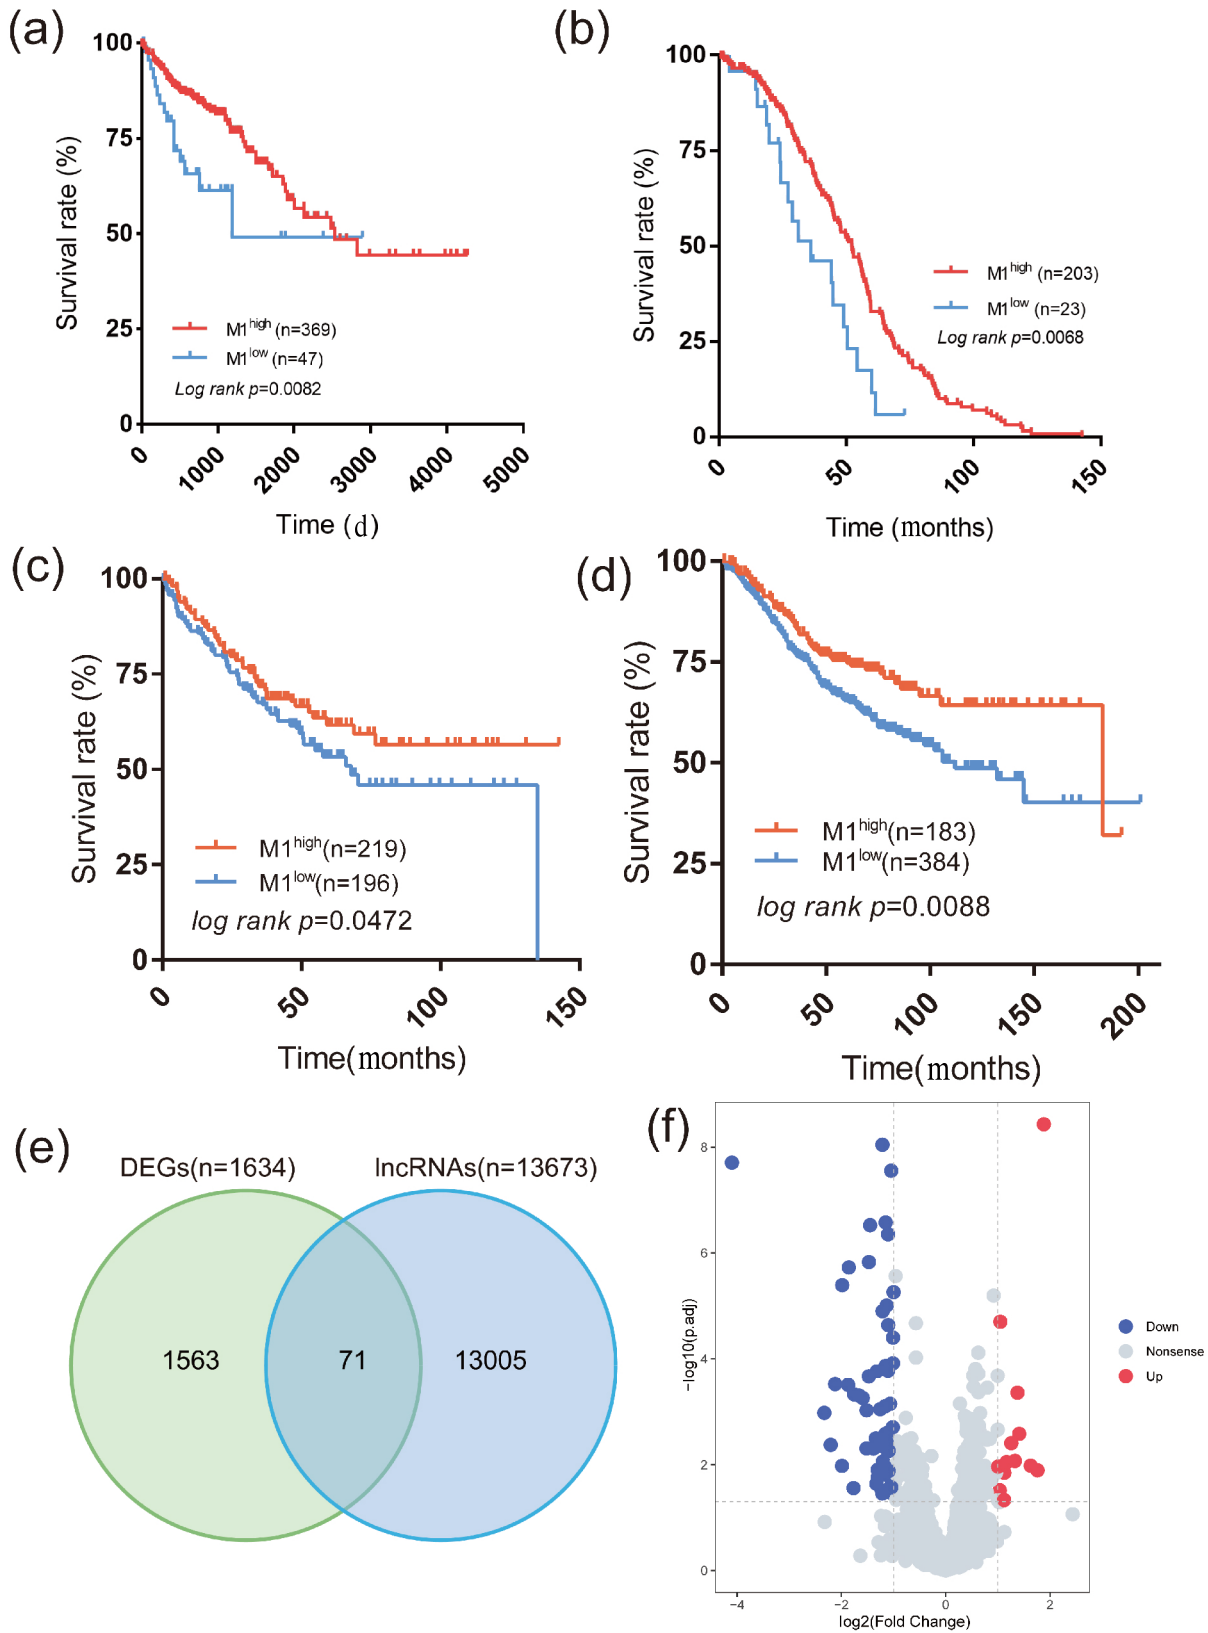 (a)
100
75
50
25
0
Survival rate (%)
M1high (n=369)
M1low (n=47)
Log rank p=0.0082
0 1000 2000 3000 4000 5000
Time (d)
(b)
100
75
50
25
0
Survival rate (%)
M1high (n=203)
M1low (n=23)
Log rank p=0.0068
0 50 100 150
Time (months)
(c)
100
75
50
25
0
Survival rate (%)
M1high(n=219)
M1low(n=196)
log rank p=0.0472
0 50 100 150
Time(months)
(d)
100
75
50
25
0
Survival rate (%)
M1high(n=183)
M1low(n=384)
log rank p=0.0088
0 50 100 150 200
Time(months)
(e)
DEGs(n=1634) lncRNAs(n=13673)
1563 71 13005
(f)
8
6
4
2
0
−log10(p.adj)
−4 −2 0 2
log2(Fold Change)
Down
Nonsense
Up